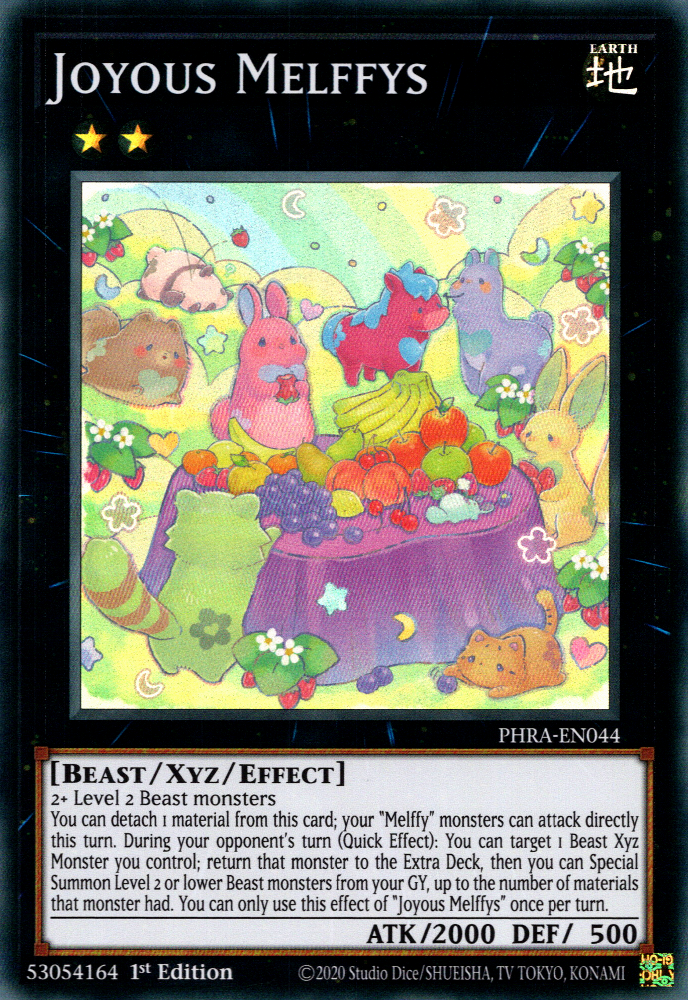 JOYOUS MELFFYS
EARTH
地
PHRA-EN044
[BEAST/XYZ/EFFECT]
2+ Level 2 Beast monsters
You can detach 1 material from this card; your "Melffy" monsters can attack directly
this turn. During your opponent's turn (Quick Effect): You can target 1 Beast Xyz
Monster you control; return that monster to the Extra Deck, then you can Special
Summon Level 2 or lower Beast monsters from your GY, up to the number of materials
that monster had. You can only use this effect of "Joyous Melffys" once per turn.
ATK/2000 DEF/ 500
53054164 1st Edition
©2020 Studio Dice/SHUEISHA, TV TOKYO, KONAMI